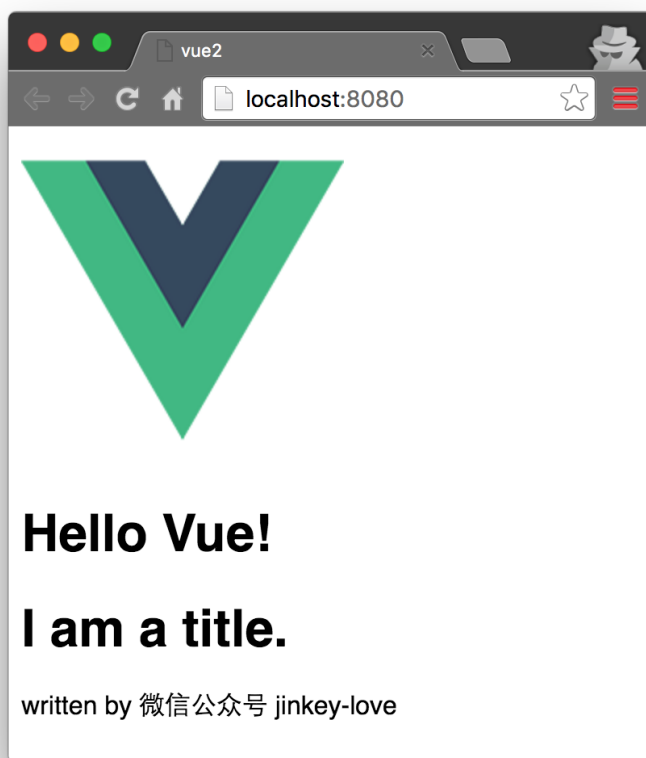 vue2
localhost:8080
Hello Vue!
I am a title.
written by 微信公众号 jinkey-love